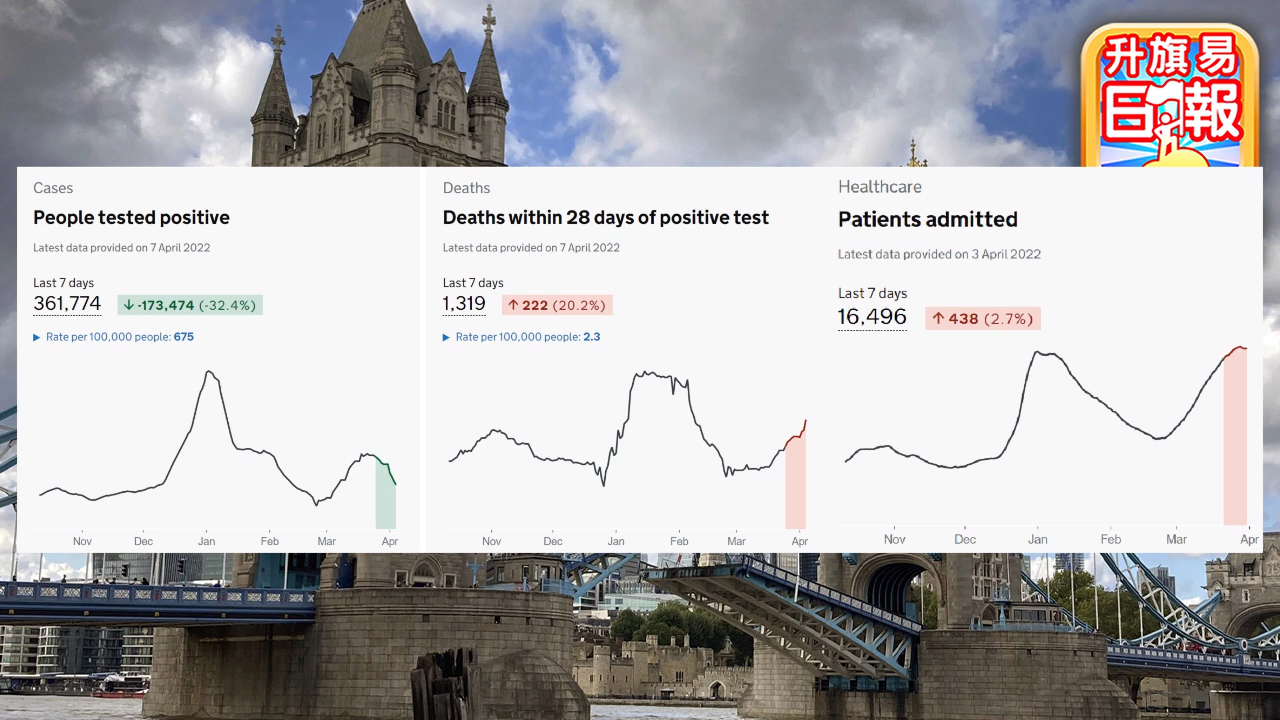 升旗易
日報
Cases
People tested positive
Latest data provided on 7 April 2022
Last 7 days
361,774 ↓ -173,474 (-32.4%)
▶ Rate per 100,000 people: 675
Nov Dec Jan Feb Mar Apr
Deaths
Deaths within 28 days of positive test
Latest data provided on 7 April 2022
Last 7 days
1,319 ↑ 222 (20.2%)
▶ Rate per 100,000 people: 2.3
Nov Dec Jan Feb Mar Apr
Healthcare
Patients admitted
Latest data provided on 3 April 2022
Last 7 days
16,496 ↑ 438 (2.7%)
Nov Dec Jan Feb Mar Apr